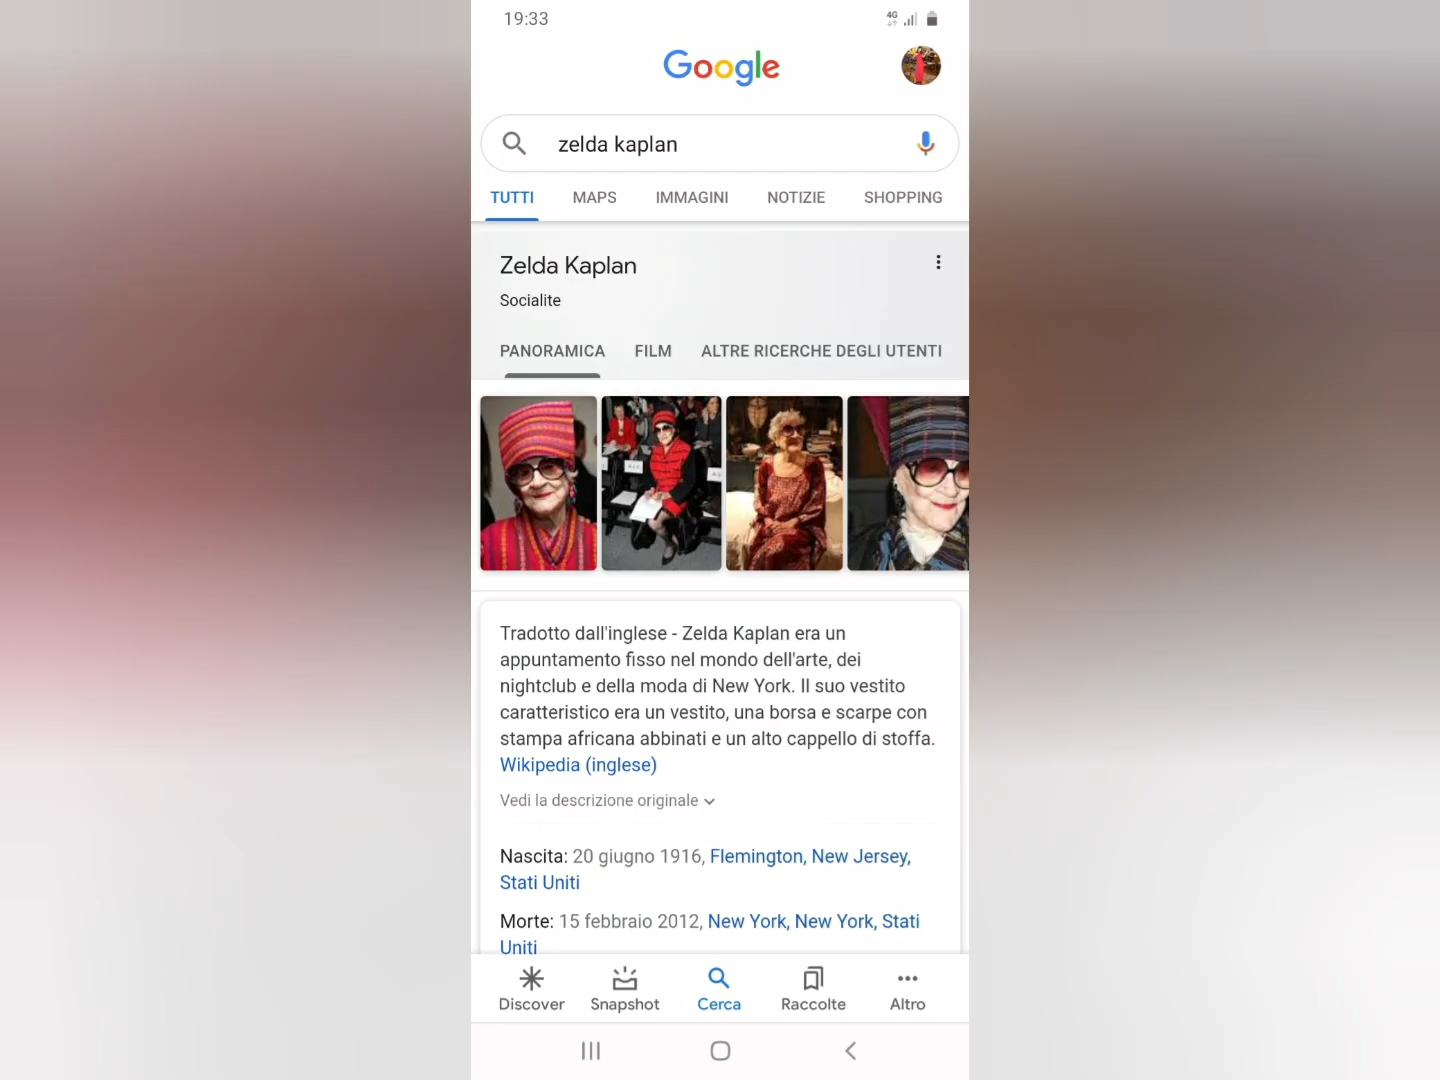 19:33
4G
Google
zelda kaplan
TUTTI MAPS IMMAGINI NOTIZIE SHOPPING
Zelda Kaplan
Socialite
PANORAMICA FILM ALTRE RICERCHE DEGLI UTENTI
Tradotto dall'inglese - Zelda Kaplan era un
appuntamento fisso nel mondo dell'arte, dei
nightclub e della moda di New York. Il suo vestito
caratteristico era un vestito, una borsa e scarpe con
stampa africana abbinati e un alto cappello di stoffa.
Wikipedia (inglese)
Vedi la descrizione originale
Nascita: 20 giugno 1916, Flemington, New Jersey,
Stati Uniti
Morte: 15 febbraio 2012, New York, New York, Stati
Uniti
Discover Snapshot Cerca Raccolte Altro